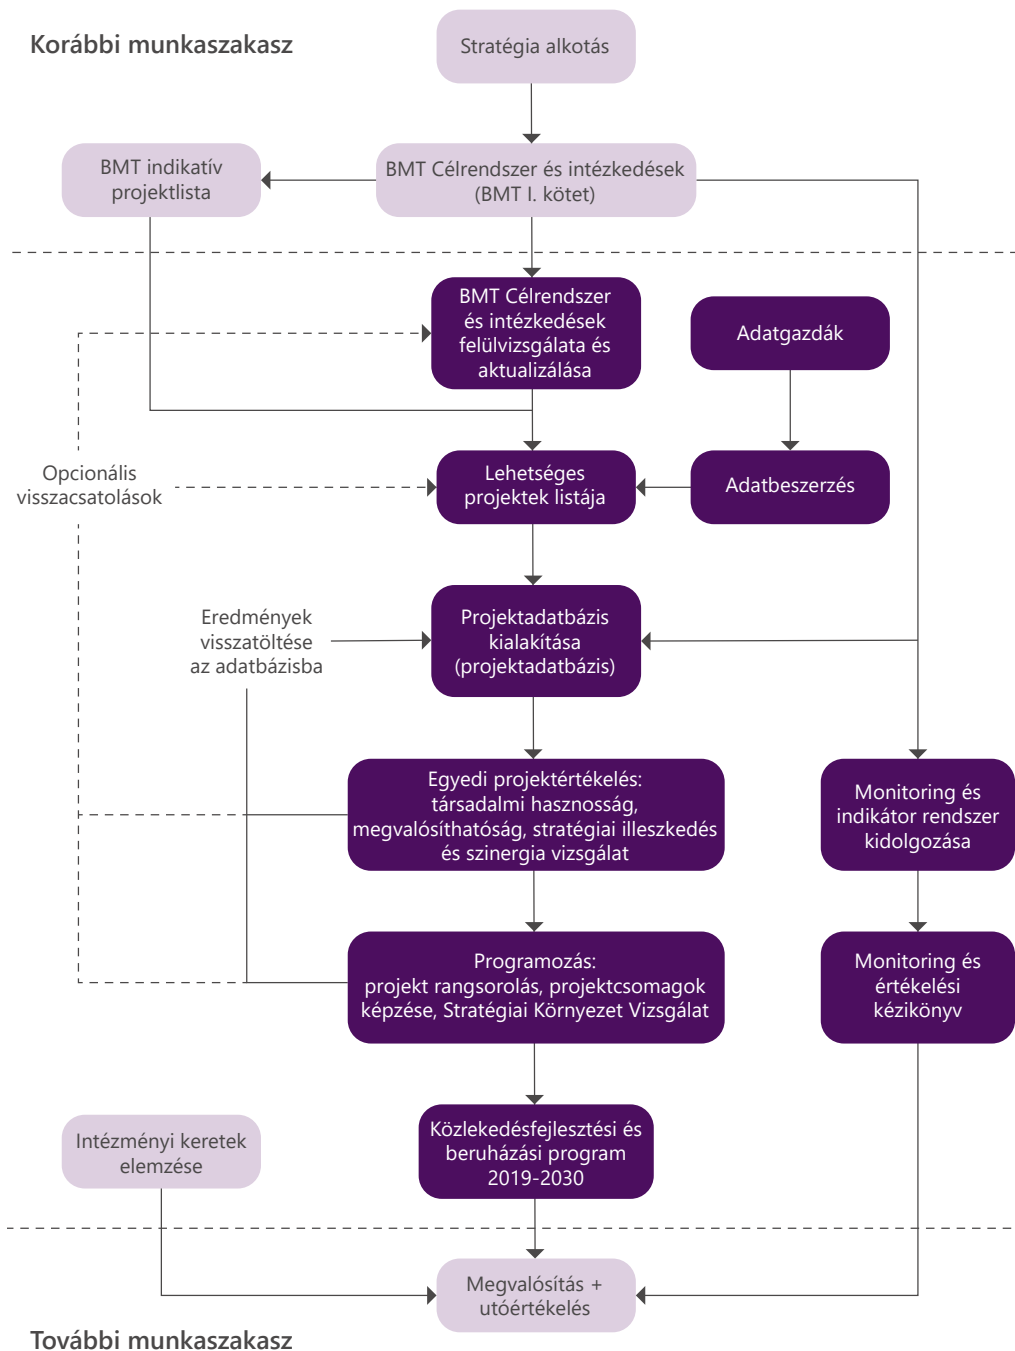 Korábbi munkaszakasz
Stratégia alkotás
BMT indikatív
projektlista
BMT Célrendszer és intézkedések
(BMT I. kötet)
BMT Célrendszer
és intézkedések
felülvizsgálata és
aktualizálása
Adatgazdák
Opcionális
visszacsatolások
Lehetséges
projektek listája
Adatbeszerzés
Eredmények
visszatöltése
az adatbázisba
Projektadatbázis
kialakítása
(projektadatbázis)
Egyedi projektértékelés:
társadalmi hasznosság,
megvalósíthatóság, stratégiai illeszkedés
és szinergia vizsgálat
Monitoring és
indikátor rendszer
kidolgozása
Programozás:
projekt rangsorolás, projektcsomagok
képzése, Stratégiai Környezet Vizsgálat
Monitoring és
értékelési
kézikönyv
Intézményi keretek
elemzése
Közlekedésfejlesztési és
beruházási program
2019-2030
Megvalósítás +
utóértékelés
További munkaszakasz